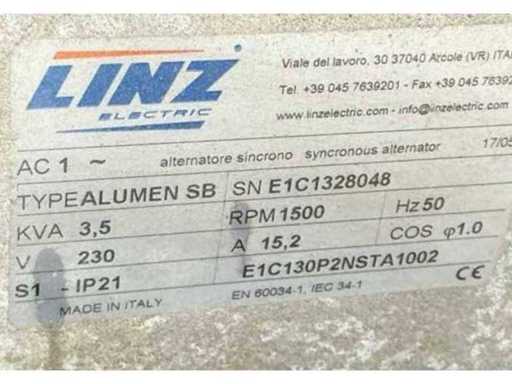 LINZ
ELECTRIC
Viale del lavoro, 30 37040 Arcole (VR) ITA
Tel. +39 045 7639201 - Fax +39 045 7639
www.linzelectric.com - info@linzelectric.com
AC 1 ~ alternatore sincrono syncronous alternator 17/05
TYPE ALUMEN SB SN E1C1328048
KVA 3,5 RPM 1500 Hz 50
V 230 A 15,2 COS φ 1.0
S1 - IP21 E1C130P2NSTA1002
MADE IN ITALY EN 60034-1, IEC 34-1 CE